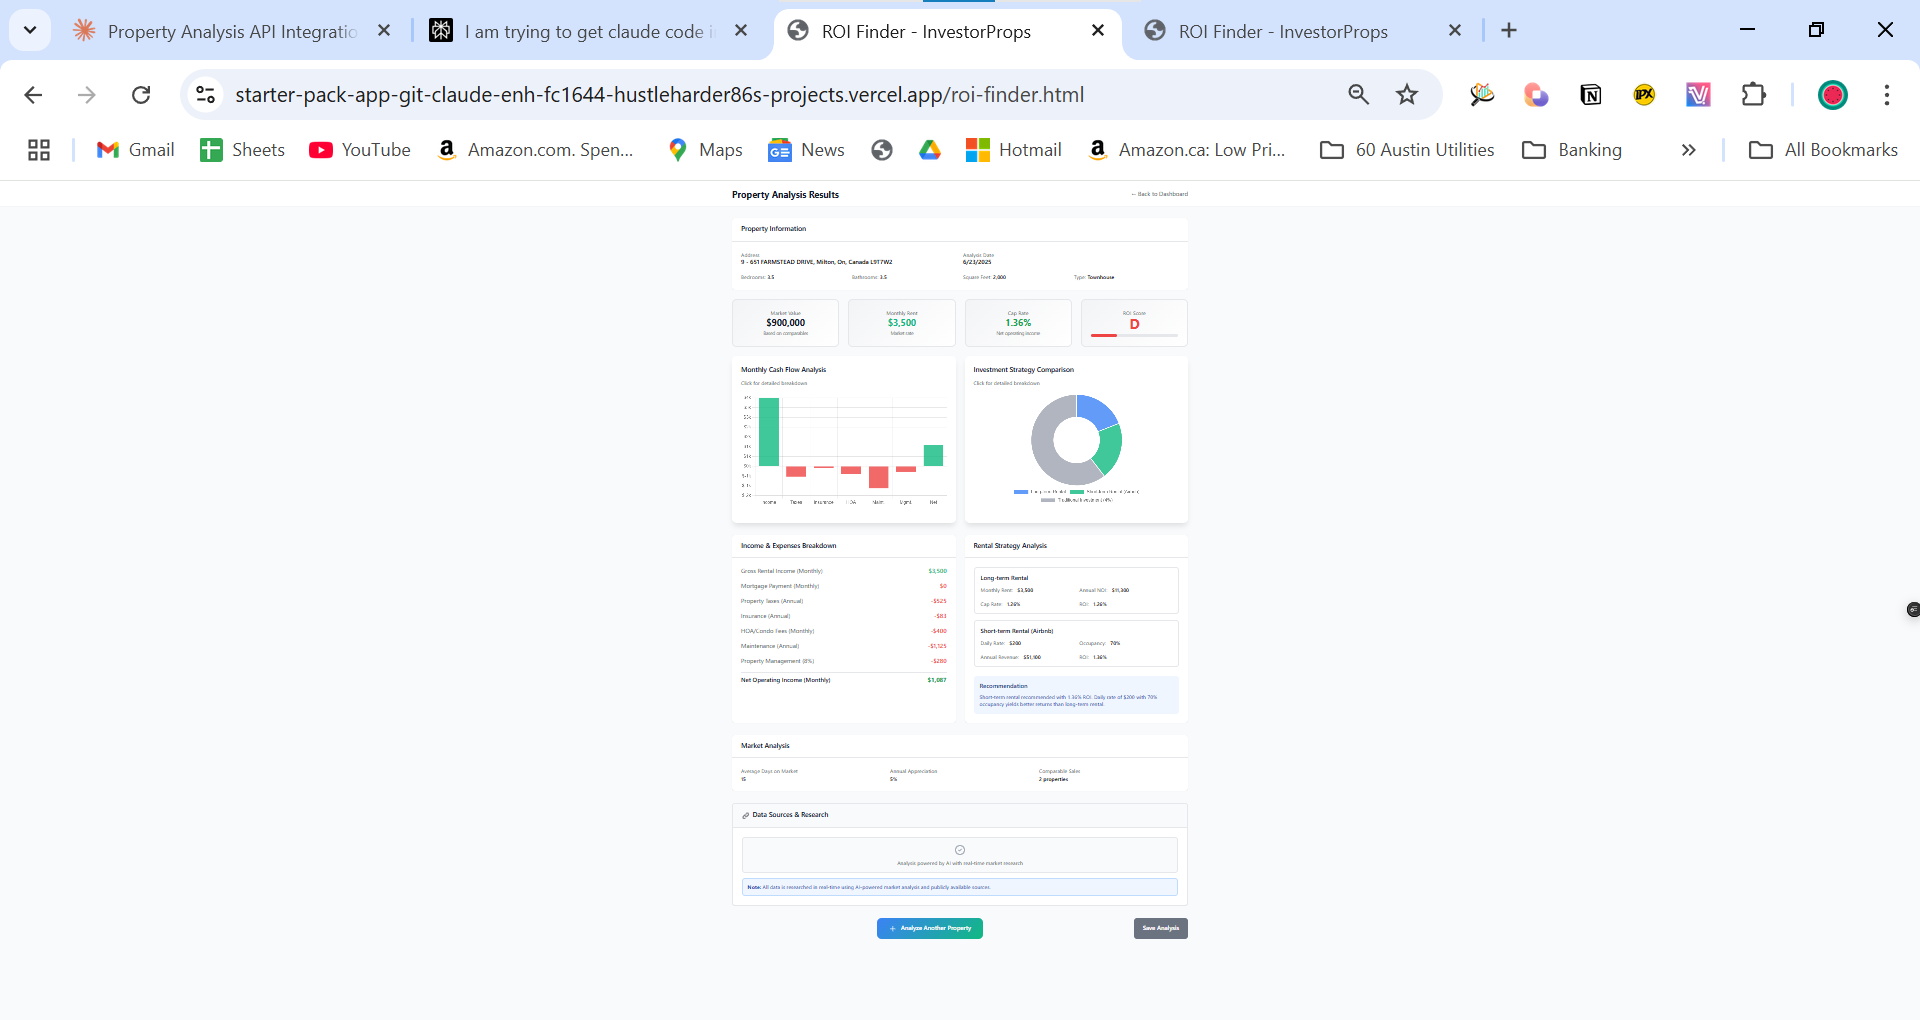 Property Analysis API Integratio
I am trying to get claude code i
ROI Finder - InvestorProps
ROI Finder - InvestorProps
starter-pack-app-git-claude-enh-fc1644-hustleharder86s-projects.vercel.app/roi-finder.html
Gmail
Sheets
YouTube
Amazon.com. Spen...
Maps
News
Hotmail
Amazon.ca: Low Pri...
60 Austin Utilities
Banking
All Bookmarks
Property Analysis Results
← Back to Dashboard
Property Information
Address
Analysis Date
9 - 651 FARMSTEAD DRIVE, Milton, On, Canada L9T7W2
6/23/2025
Bedrooms: 3.5
Bathrooms: 3.5
Square Feet: 2,000
Type: Townhouse
Market Value
$900,000
Based on comparables
Monthly Rent
$3,500
Market rate
Cap Rate
1.36%
Net operating income
ROI Score
D
Monthly Cash Flow Analysis
Click for detailed breakdown
Income
Taxes
Insurance
HOA
Maint.
Mgmt.
Net
Investment Strategy Comparison
Click for detailed breakdown
Long-term Rental
Short-term Rental (Airbnb)
Traditional Investment (4%)
Income & Expenses Breakdown
Gross Rental Income (Monthly) $3,500
Mortgage Payment (Monthly) $0
Property Taxes (Annual) -$525
Insurance (Annual) -$83
HOA/Condo Fees (Monthly) -$400
Maintenance (Annual) -$1,125
Property Management (8%) -$280
Net Operating Income (Monthly) $1,087
Rental Strategy Analysis
Long-term Rental
Monthly Rent: $3,500 Annual NOI: $11,300
Cap Rate: 1.26% ROI: 1.26%
Short-term Rental (Airbnb)
Daily Rate: $200 Occupancy: 70%
Annual Revenue: $51,100 ROI: 1.36%
Recommendation
Short-term rental recommended with 1.36% ROI. Daily rate of $200 with 70%
occupancy yields better returns than long-term rental.
Market Analysis
Average Days on Market
15
Annual Appreciation
5%
Comparable Sales
2 properties
Data Sources & Research
Analysis powered by AI with real-time market research
Note: All data is researched in real-time using AI-powered market analysis and publicly available sources.
Analyze Another Property
Save Analysis